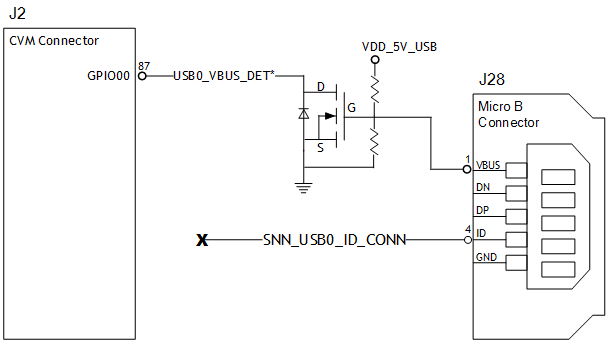 J2
CVM Connector
GPIO00
87
USB0_VBUS_DET*
VDD_5V_USB
D
G
S
J28
Micro B
Connector
1
VBUS
DN
DP
4
ID
GND
X
SNN_USB0_ID_CONN